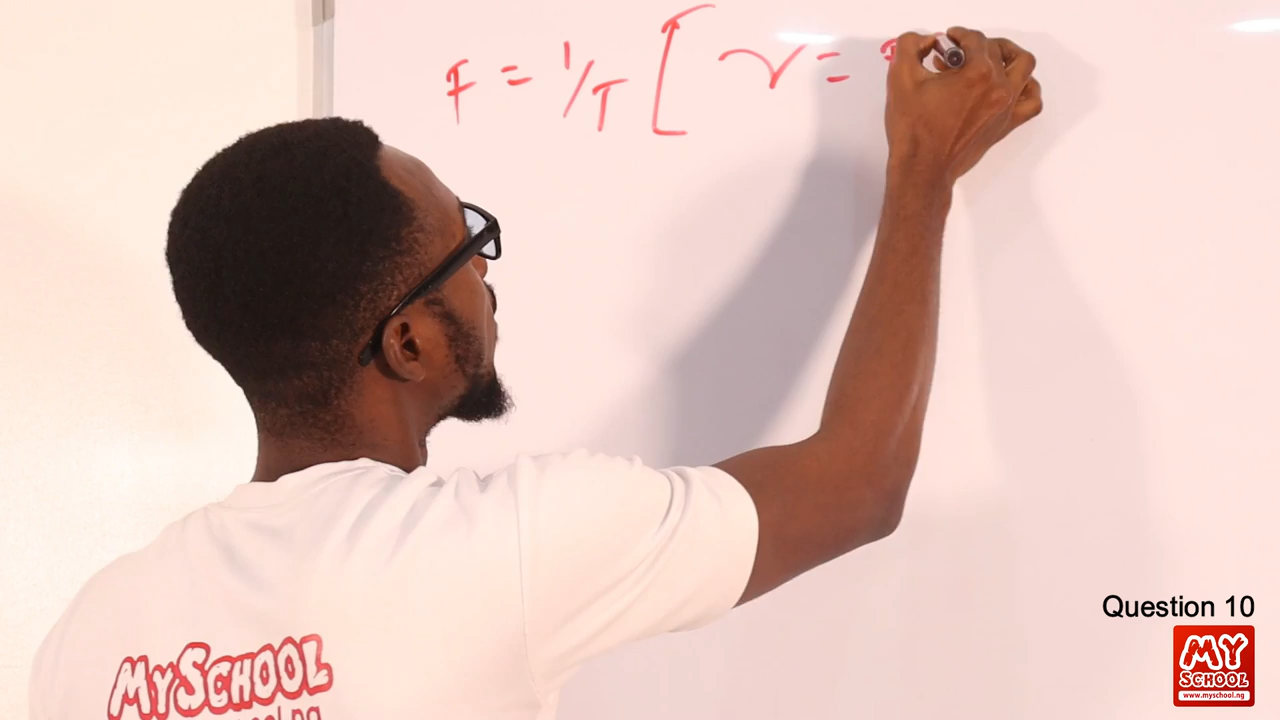 F = 1/T [ V =
Question 10
MY
SCHOOL
www.myschool.ng
MYSCHOOL